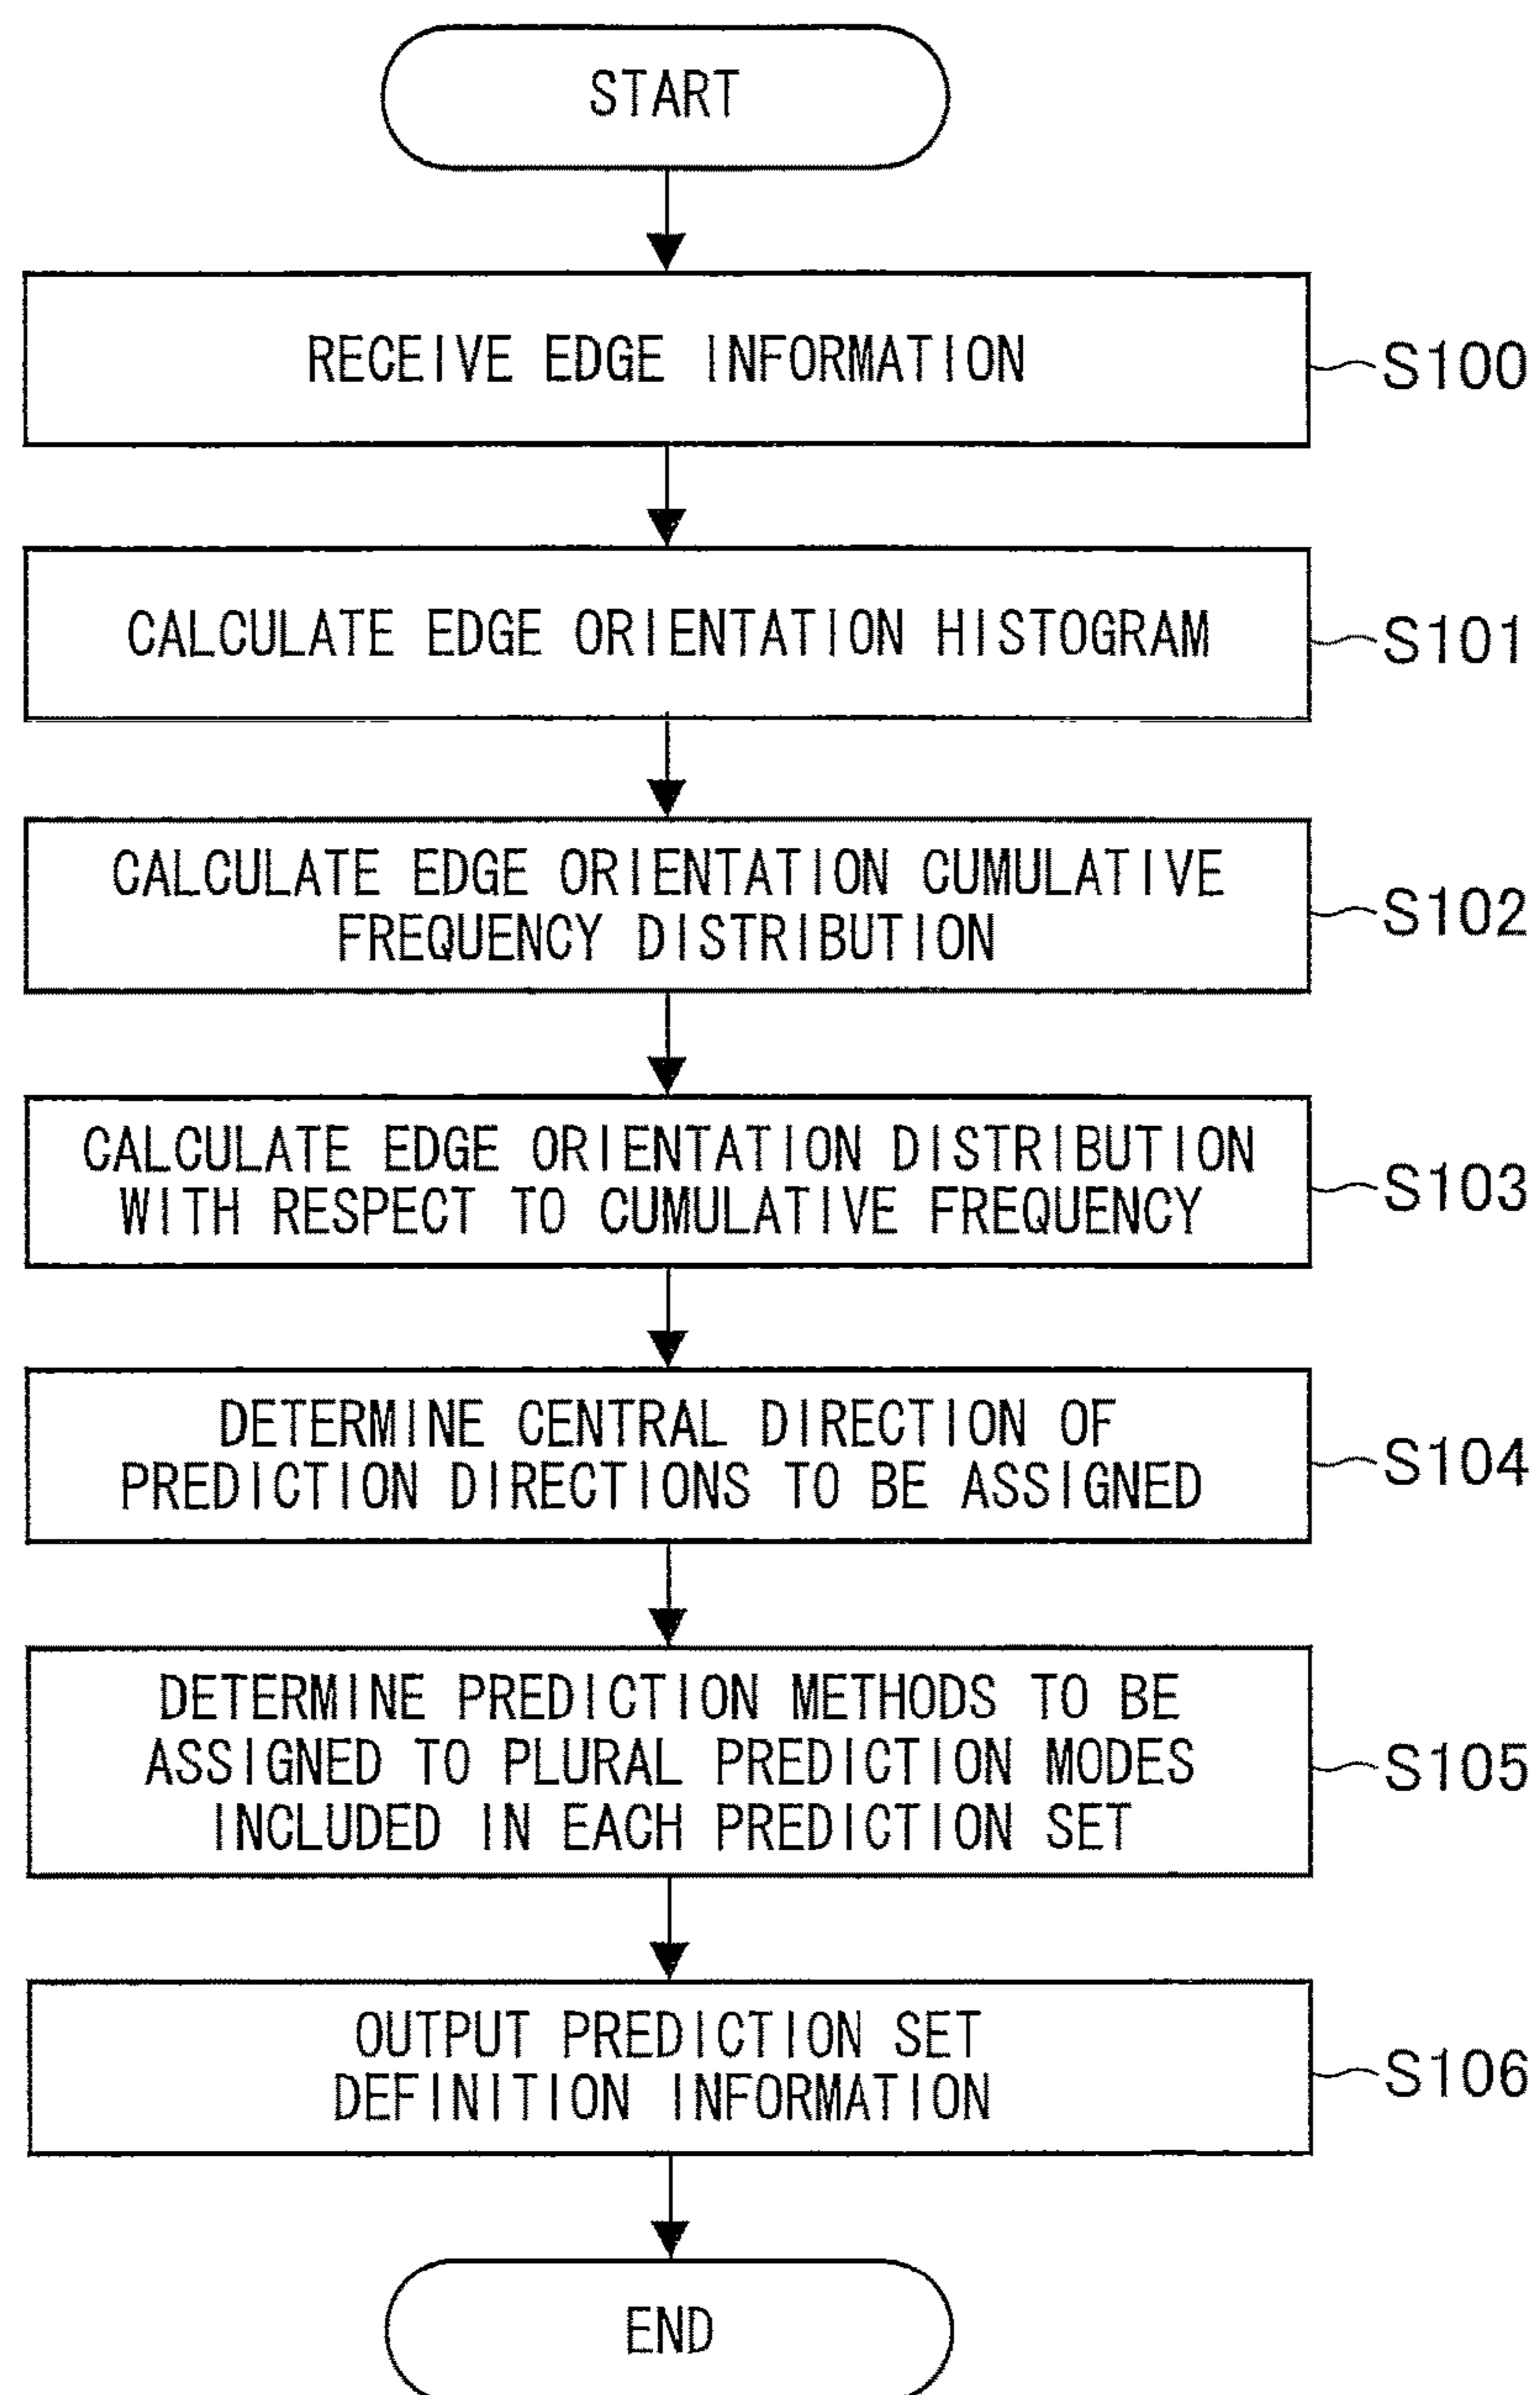 START
RECEIVE EDGE INFORMATION
S100
CALCULATE EDGE ORIENTATION HISTOGRAM
S101
CALCULATE EDGE ORIENTATION CUMULATIVE
FREQUENCY DISTRIBUTION
S102
CALCULATE EDGE ORIENTATION DISTRIBUTION
WITH RESPECT TO CUMULATIVE FREQUENCY
S103
DETERMINE CENTRAL DIRECTION OF
PREDICTION DIRECTIONS TO BE ASSIGNED
S104
DETERMINE PREDICTION METHODS TO BE
ASSIGNED TO PLURAL PREDICTION MODES
INCLUDED IN EACH PREDICTION SET
S105
OUTPUT PREDICTION SET
DEFINITION INFORMATION
S106
END